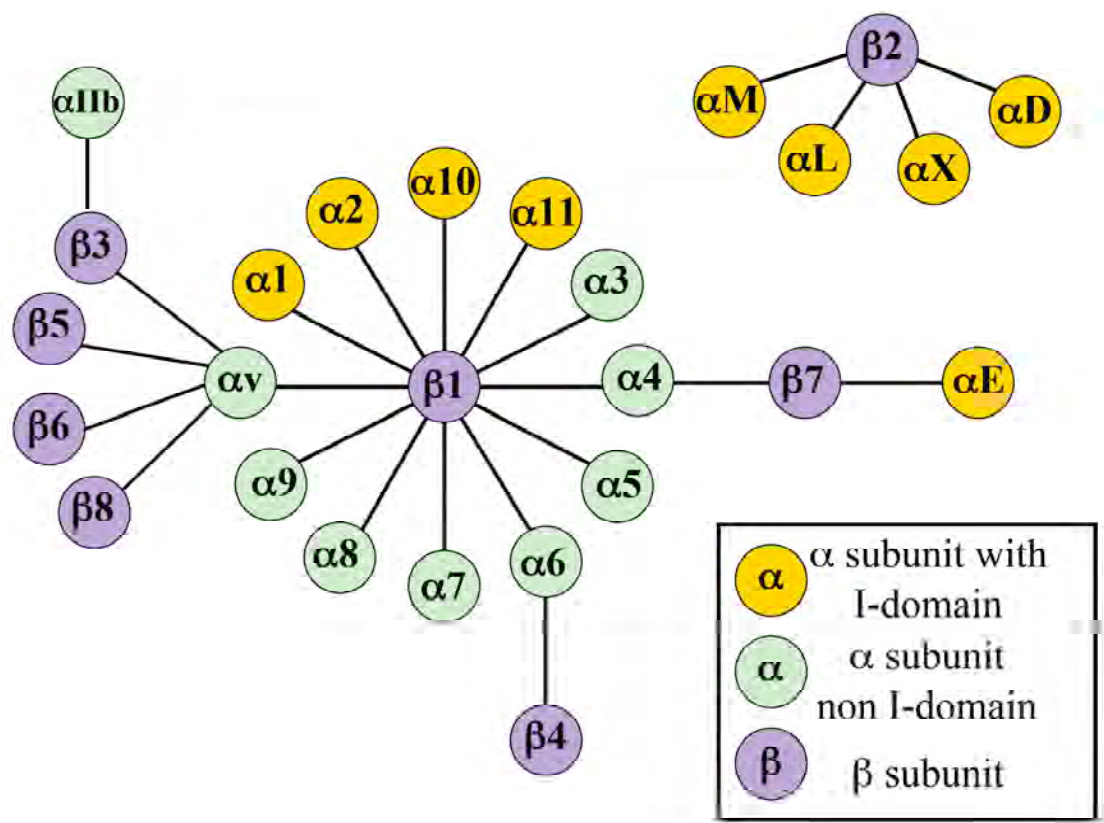 β2
αIIb
αM
αD
αL
αX
α10
α2
α11
β3
α1
α3
β5
αv
β1
α4
β7
αE
β6
α9
α5
β8
α8
α7
α6
β4
α
α subunit with
I-domain
α
α subunit
non I-domain
β
β subunit